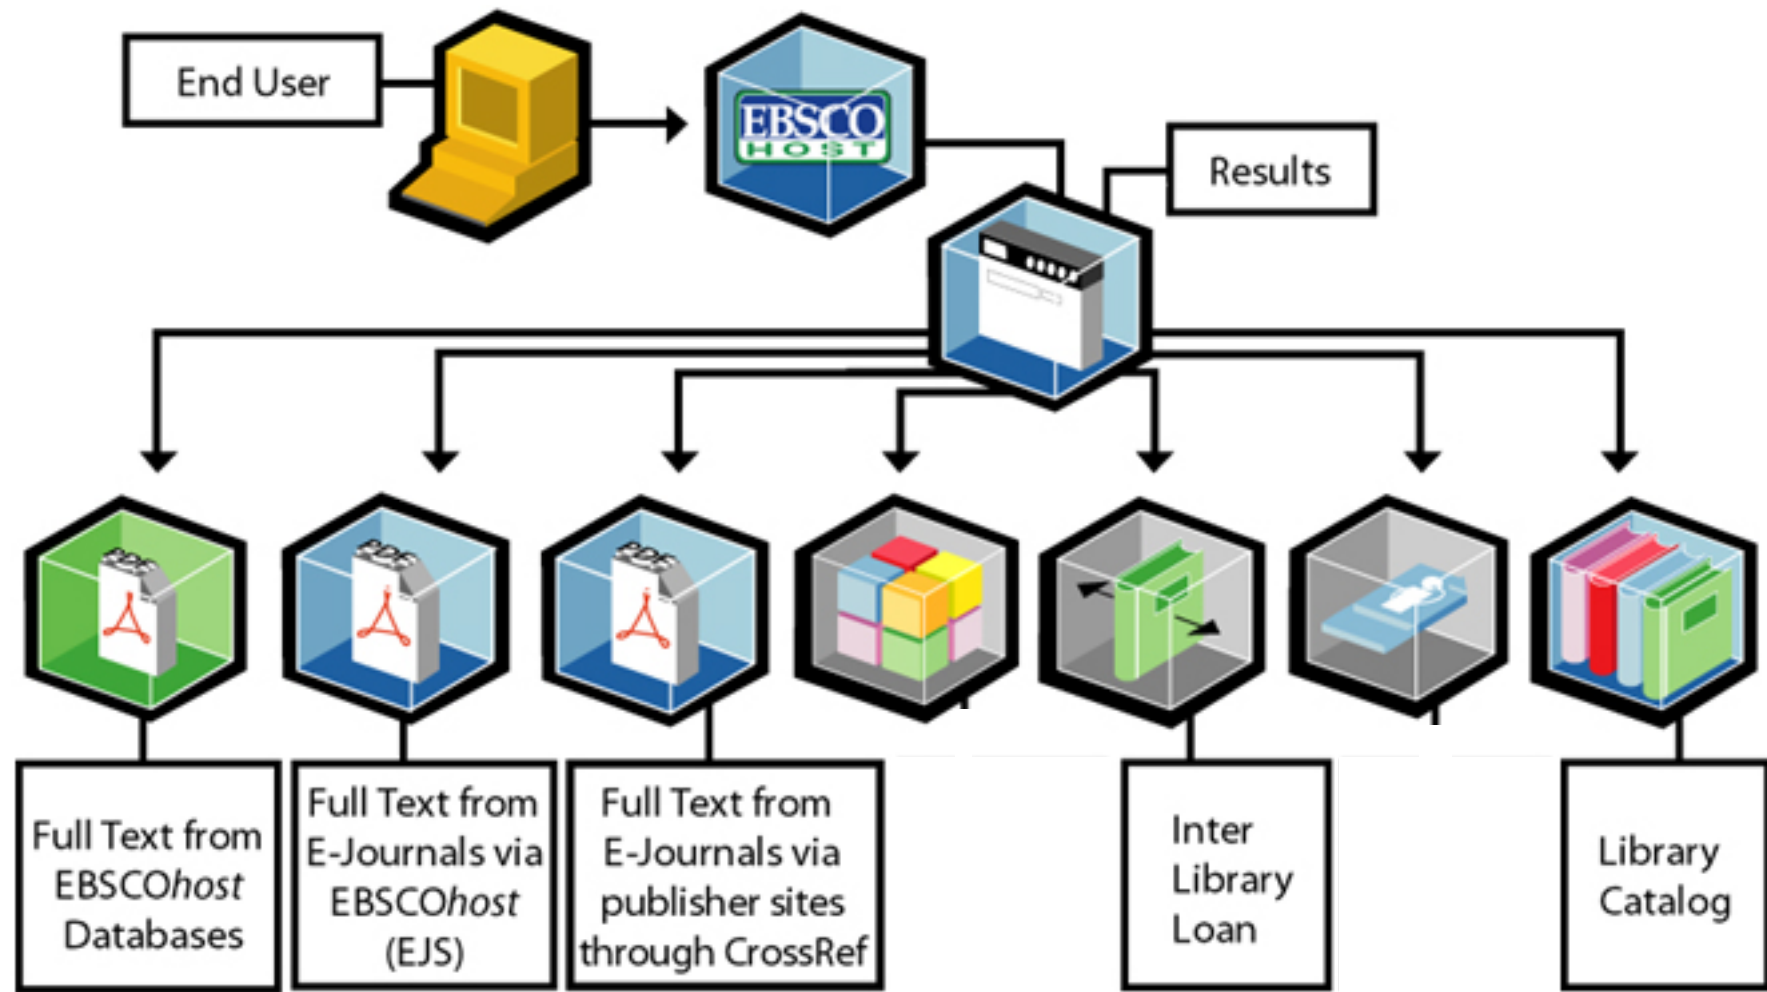 End User
EBSCO
HOST
Results
PDF
PDF
PDF
Full Text from
EBSCOhost
Databases
Full Text from
E-Journals via
EBSCOhost
(EJS)
Full Text from
E-Journals via
publisher sites
through CrossRef
Inter
Library
Loan
Library
Catalog